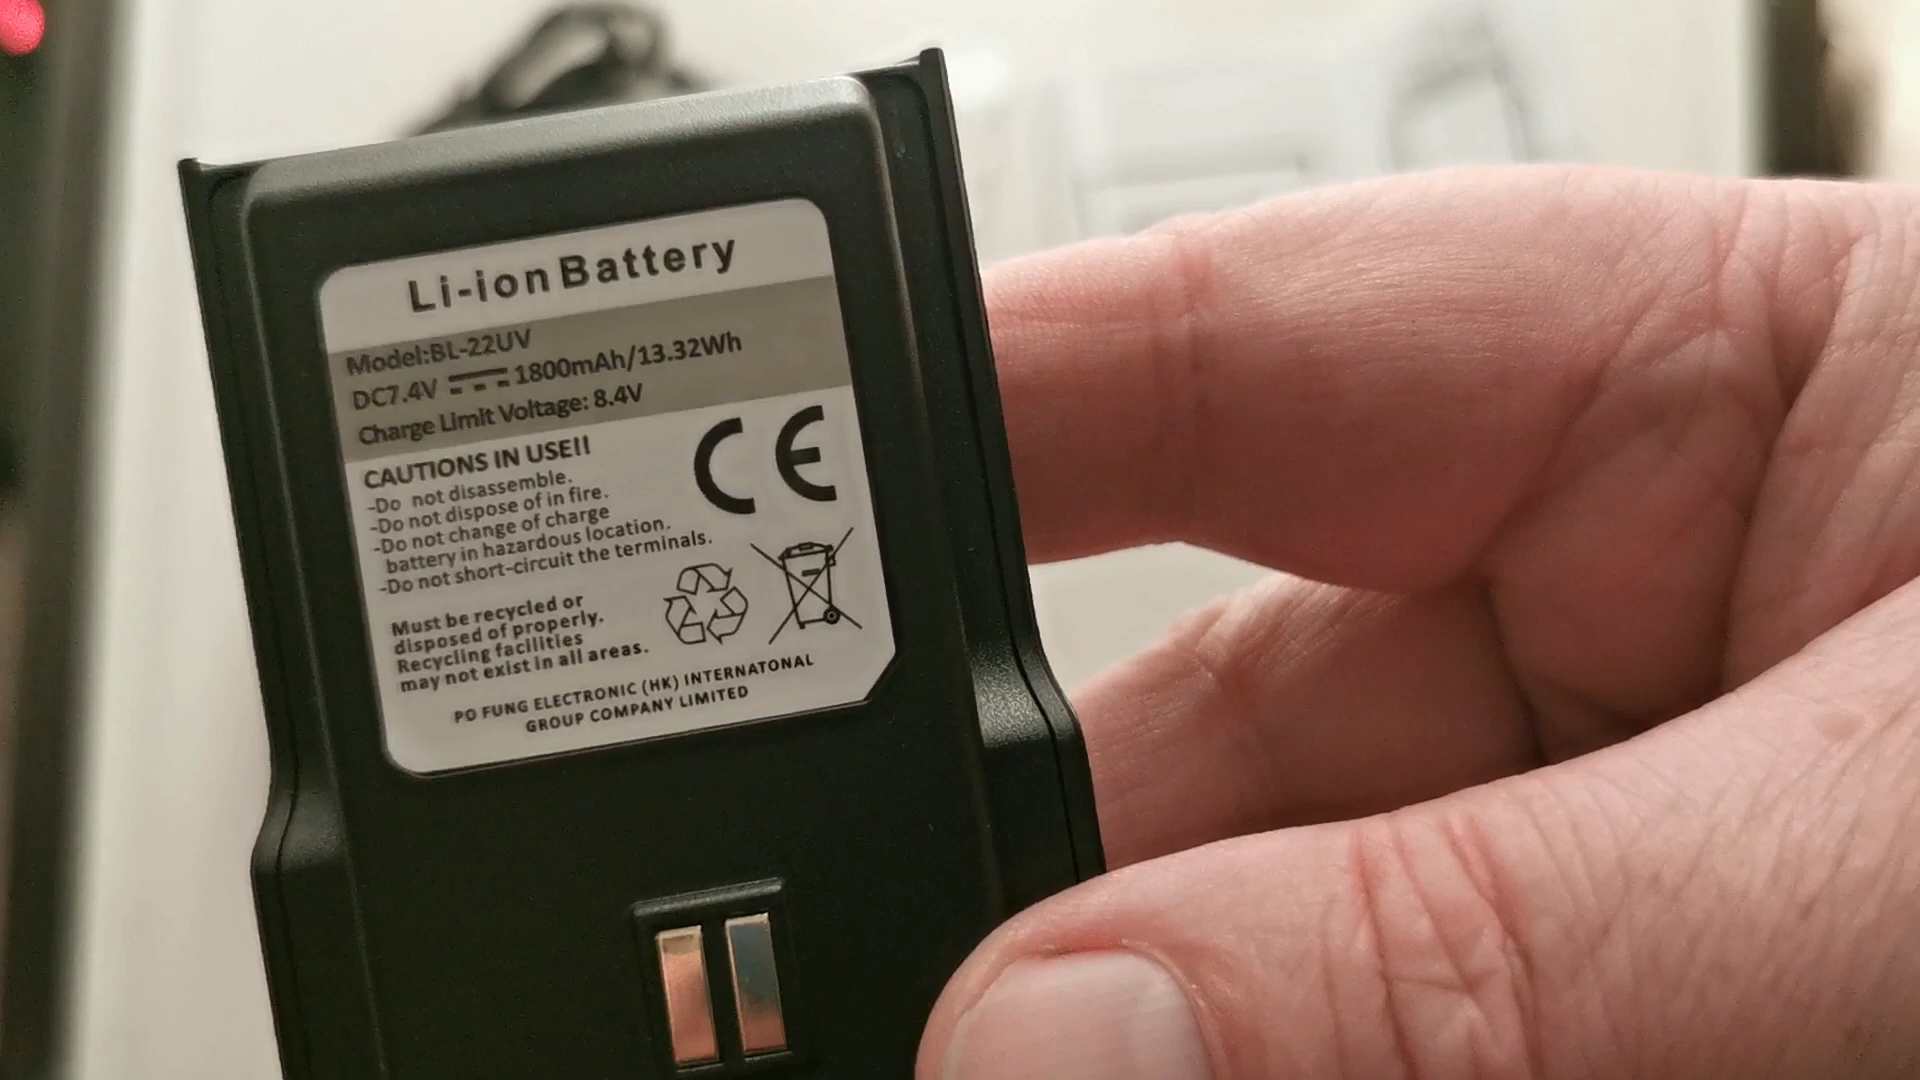 Li-ion Battery
Model:BL-22UV
DC7.4V ⎓ 1800mAh/13.32Wh
Charge Limit Voltage: 8.4V
CAUTIONS IN USE!!
-Do not disassemble.
-Do not dispose of in fire.
-Do not change of charge
battery in hazardous location.
-Do not short-circuit the terminals.
CE
Must be recycled or
disposed of properly.
Recycling facilities
may not exist in all areas.
PO FUNG ELECTRONIC (HK) INTERNATONAL
GROUP COMPANY LIMITED